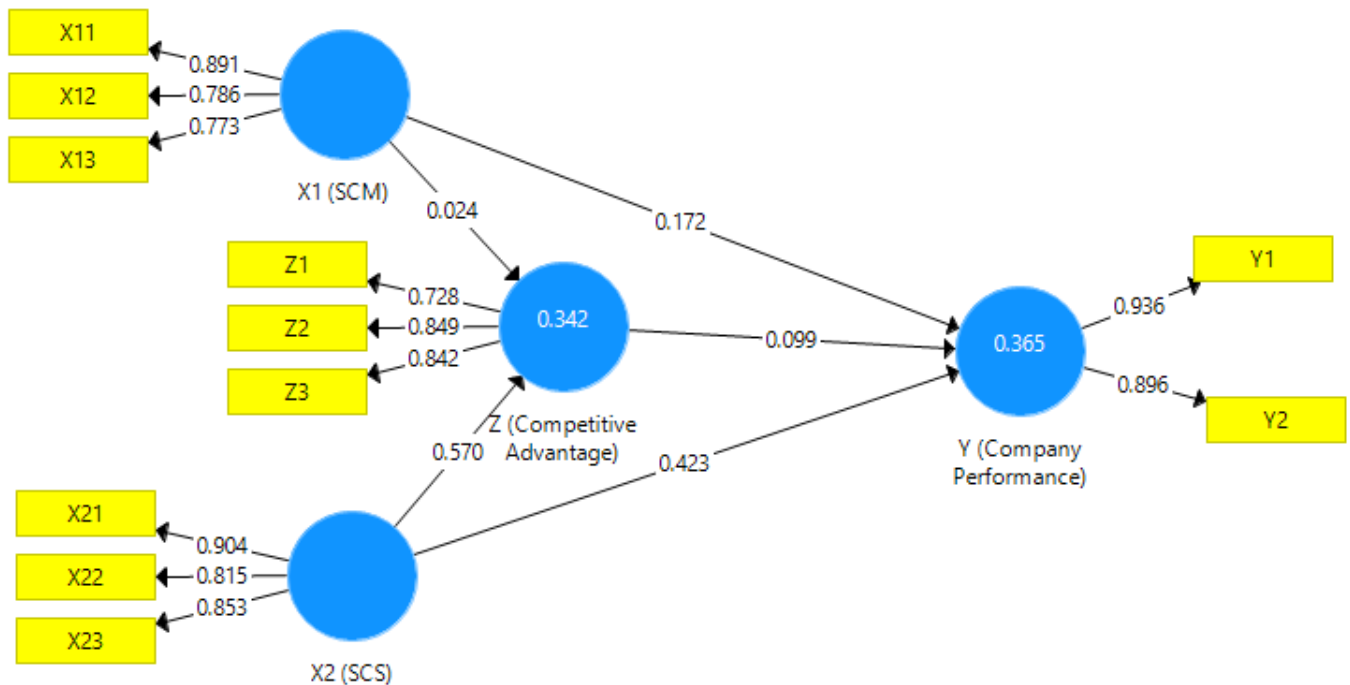 X11
0.891
X12
0.786
X13
0.773
X1 (SCM)
0.024
0.172
Z1
0.728
Z2
0.849
Z3
0.842
0.342
0.099
0.365
Y1
0.936
0.896
Y2
Z (Competitive
Advantage)
0.570
0.423
Y (Company
Performance)
X21
0.904
X22
0.815
X23
0.853
X2 (SCS)